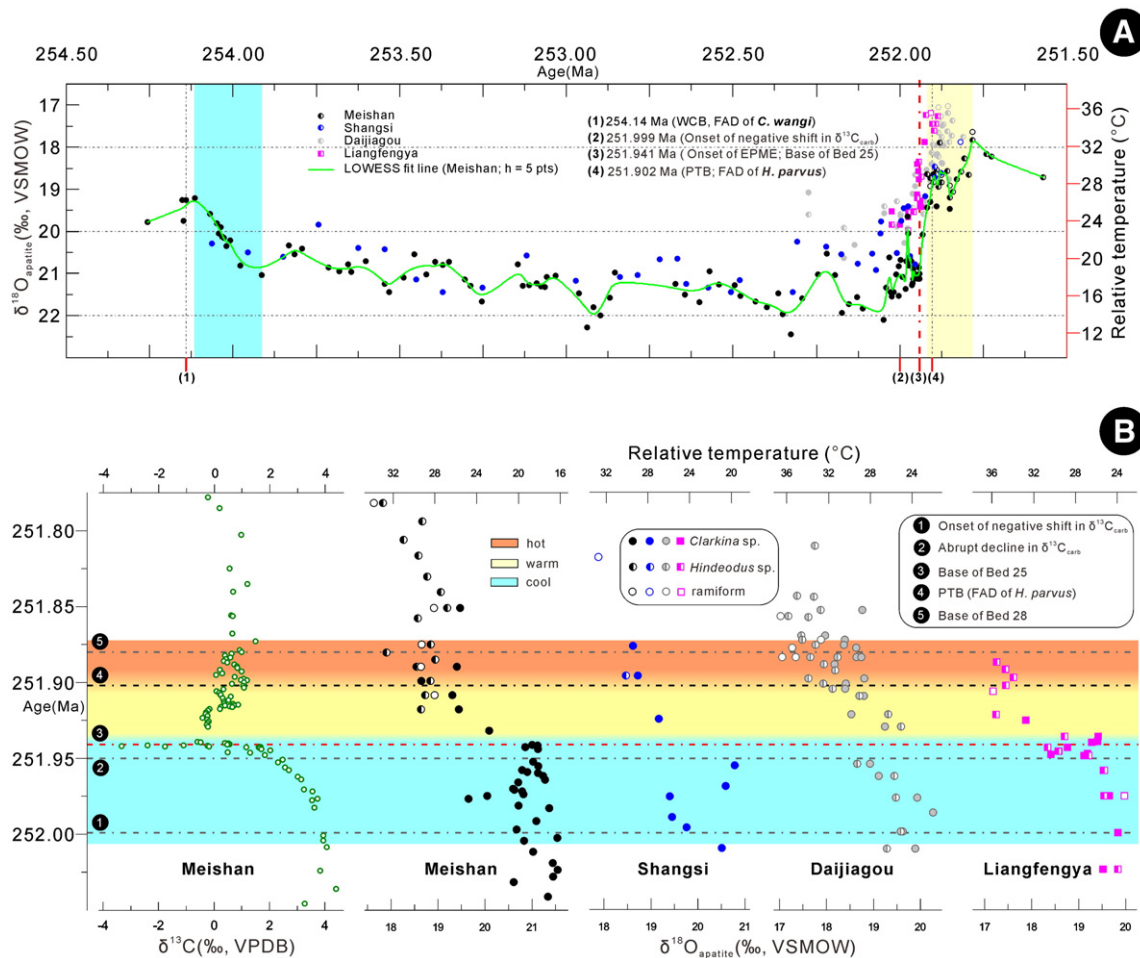 A
254.50 254.00 253.50 253.00 252.50 252.00 251.50
Age(Ma)
17
18
19
20
21
22
δ¹⁸Oapatite(‰, VSMOW)
36
32
28
24
20
16
12
Relative temperature (°C)
Meishan
Shangsi
Daijiagou
Liangfengya
LOWESS fit line (Meishan; h = 5 pts)
(1) 254.14 Ma (WCB, FAD of C. wangi)
(2) 251.999 Ma (Onset of negative shift in δ¹³Ccarb)
(3) 251.941 Ma ( Onset of EPME; Base of Bed 25)
(4) 251.902 Ma ( PTB; FAD of H. parvus)
(1) (2) (3) (4)
B
Relative temperature (°C)
-4 -2 0 2 4
32 28 24 20 16
32 28 24 20
36 32 28 24
36 30 26
251.80
251.85
251.90
Age(Ma)
251.95
252.00
hot
warm
cool
Clarkina sp.
Hindeodus sp.
ramiform
1 Onset of negative shift in δ¹³Ccarb
2 Abrupt decline in δ¹³Ccarb
3 Base of Bed 25
4 PTB (FAD of H. parvus)
5 Base of Bed 28
5
4
3
2
1
Meishan Meishan Shangsi Daijiagou Liangfengya
-4 -2 0 2 4
18 19 20 21
18 19 20 21
17 18 19 20
17 18 19 20
δ¹³C(‰, VPDB)
δ¹⁸Oapatite(‰, VSMOW)